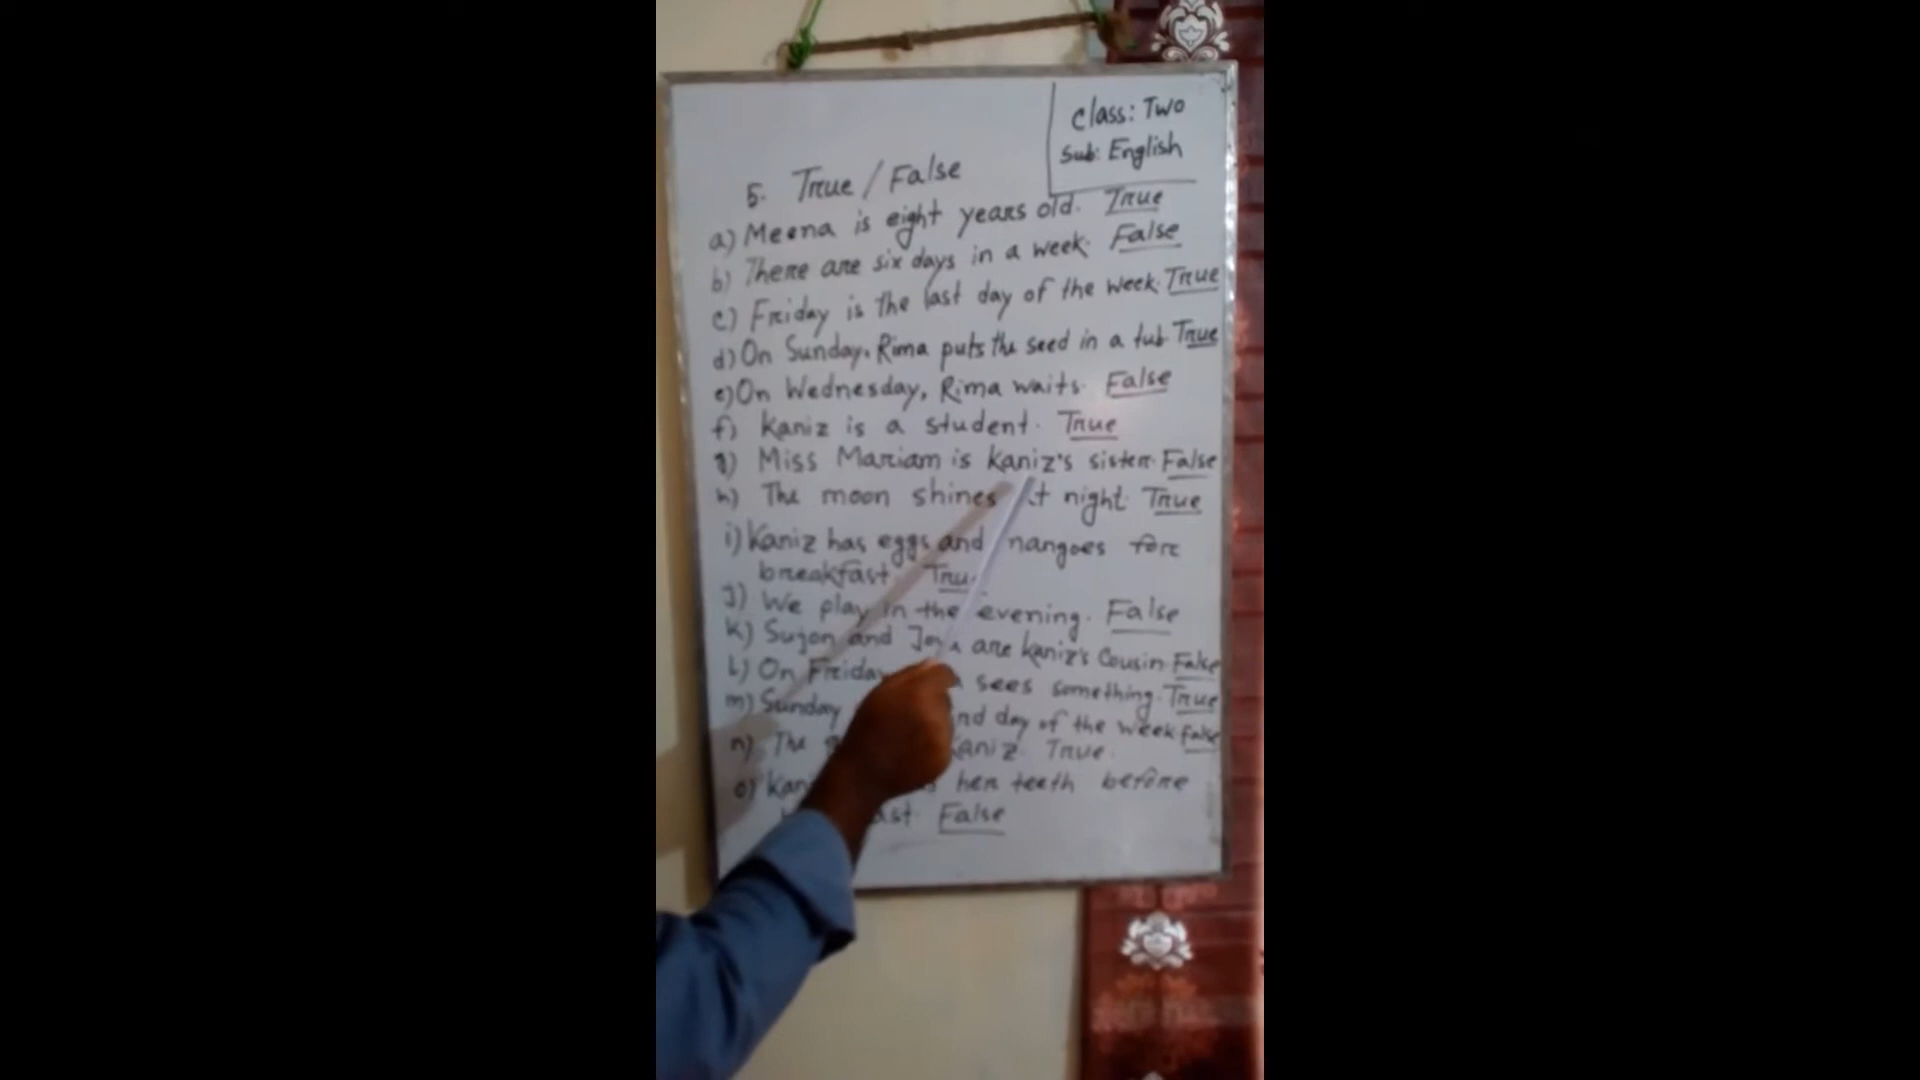 Class: Two
Sub: English
5. True / False
a) Meena is eight years old. True
b) There are six days in a week. False
c) Friday is the last day of the week. True
d) On Sunday, Rima puts the seed in a tub. True
e) On Wednesday, Rima waits. False
f) Kaniz is a student. True
g) Miss Mariam is Kaniz's sister. False
h) The moon shines night. True
i) Kaniz has eggs and for
breakfast.
j) We play in the evening. False
k) Sujon and are Kaniz's Cousin. False
l) On Friday sees something. True
m) Sunday day of the week False
n) The Kaniz. True.
o) her teeth before
False